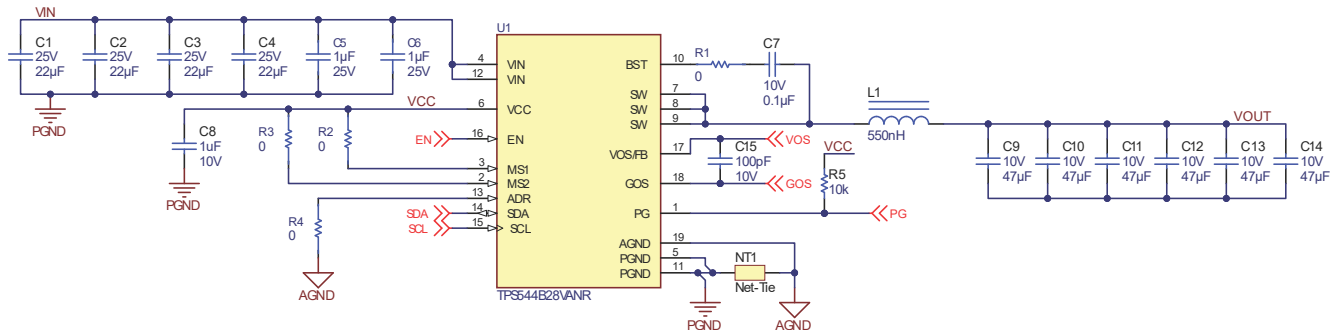 VIN
C1
25V
22µF
C2
25V
22µF
C3
25V
22µF
C4
25V
22µF
C5
1µF
25V
C6
1µF
25V
PGND
VCC
C8
1uF
10V
PGND
R3
0
R2
0
EN
SDA
SCL
R4
0
AGND
U1
4
VIN
12
VIN
6
VCC
16
EN
3
MS1
2
MS2
13
ADR
14
SDA
15
SCL
BST
10
SW
7
SW
8
SW
9
VOS/FB
17
GOS
18
PG
1
AGND
19
PGND
5
PGND
11
TPS544B28VANR
R1
0
C7
10V
0.1µF
L1
550nH
VOS
C15
100pF
10V
GOS
VCC
R5
10k
PG
NT1
Net-Tie
PGND
AGND
VOUT
C9
10V
47µF
C10
10V
47µF
C11
10V
47µF
C12
10V
47µF
C13
10V
47µF
C14
10V
47µF